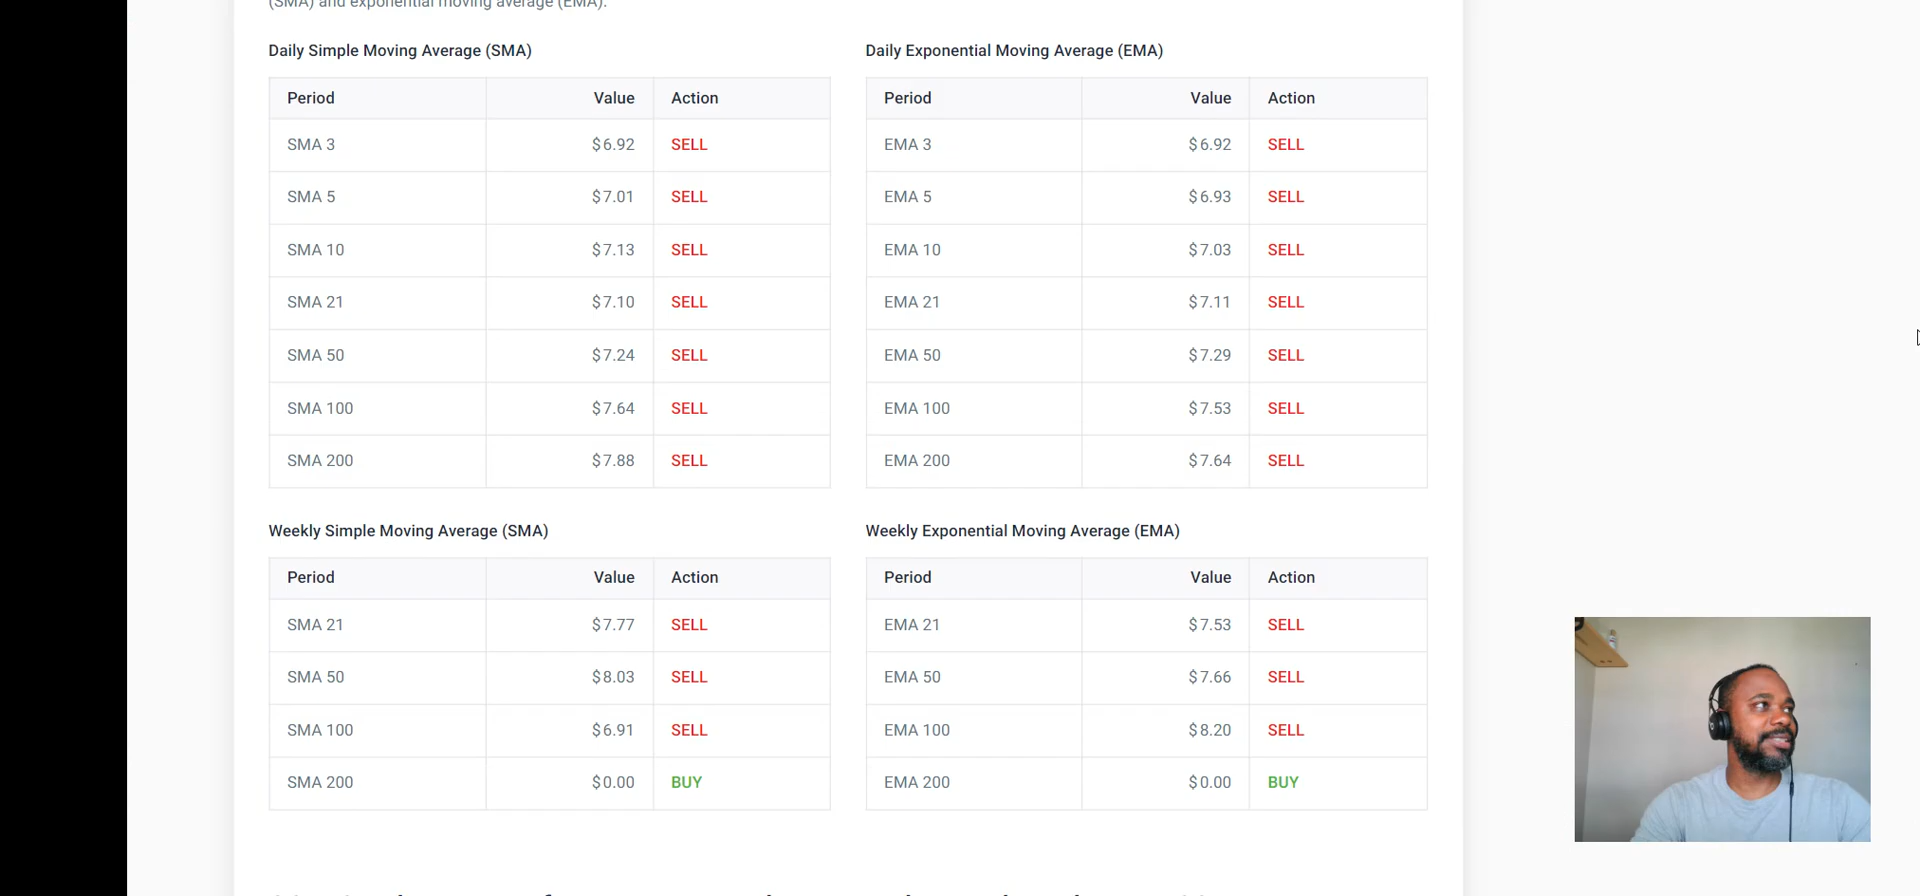 (SMA) and exponential moving average (EMA).
Daily Simple Moving Average (SMA)
Period Value Action
SMA 3 $6.92 SELL
SMA 5 $7.01 SELL
SMA 10 $7.13 SELL
SMA 21 $7.10 SELL
SMA 50 $7.24 SELL
SMA 100 $7.64 SELL
SMA 200 $7.88 SELL
Daily Exponential Moving Average (EMA)
Period Value Action
EMA 3 $6.92 SELL
EMA 5 $6.93 SELL
EMA 10 $7.03 SELL
EMA 21 $7.11 SELL
EMA 50 $7.29 SELL
EMA 100 $7.53 SELL
EMA 200 $7.64 SELL
Weekly Simple Moving Average (SMA)
Period Value Action
SMA 21 $7.77 SELL
SMA 50 $8.03 SELL
SMA 100 $6.91 SELL
SMA 200 $0.00 BUY
Weekly Exponential Moving Average (EMA)
Period Value Action
EMA 21 $7.53 SELL
EMA 50 $7.66 SELL
EMA 100 $8.20 SELL
EMA 200 $0.00 BUY